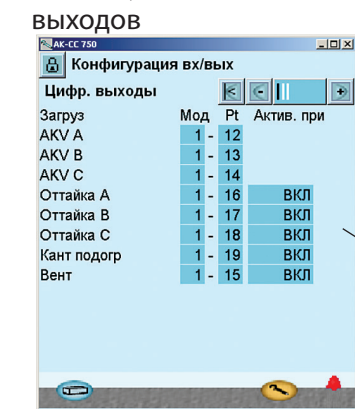 выходов
AK-CC 750
Конфигурация вх/вых
Цифр. выходы
Загруз Мод Pt Актив. при
AKV A 1 - 12
AKV B 1 - 13
AKV C 1 - 14
Оттайка A 1 - 16 ВКЛ
Оттайка B 1 - 17 ВКЛ
Оттайка C 1 - 18 ВКЛ
Кант подогр 1 - 19 ВКЛ
Вент 1 - 15 ВКЛ